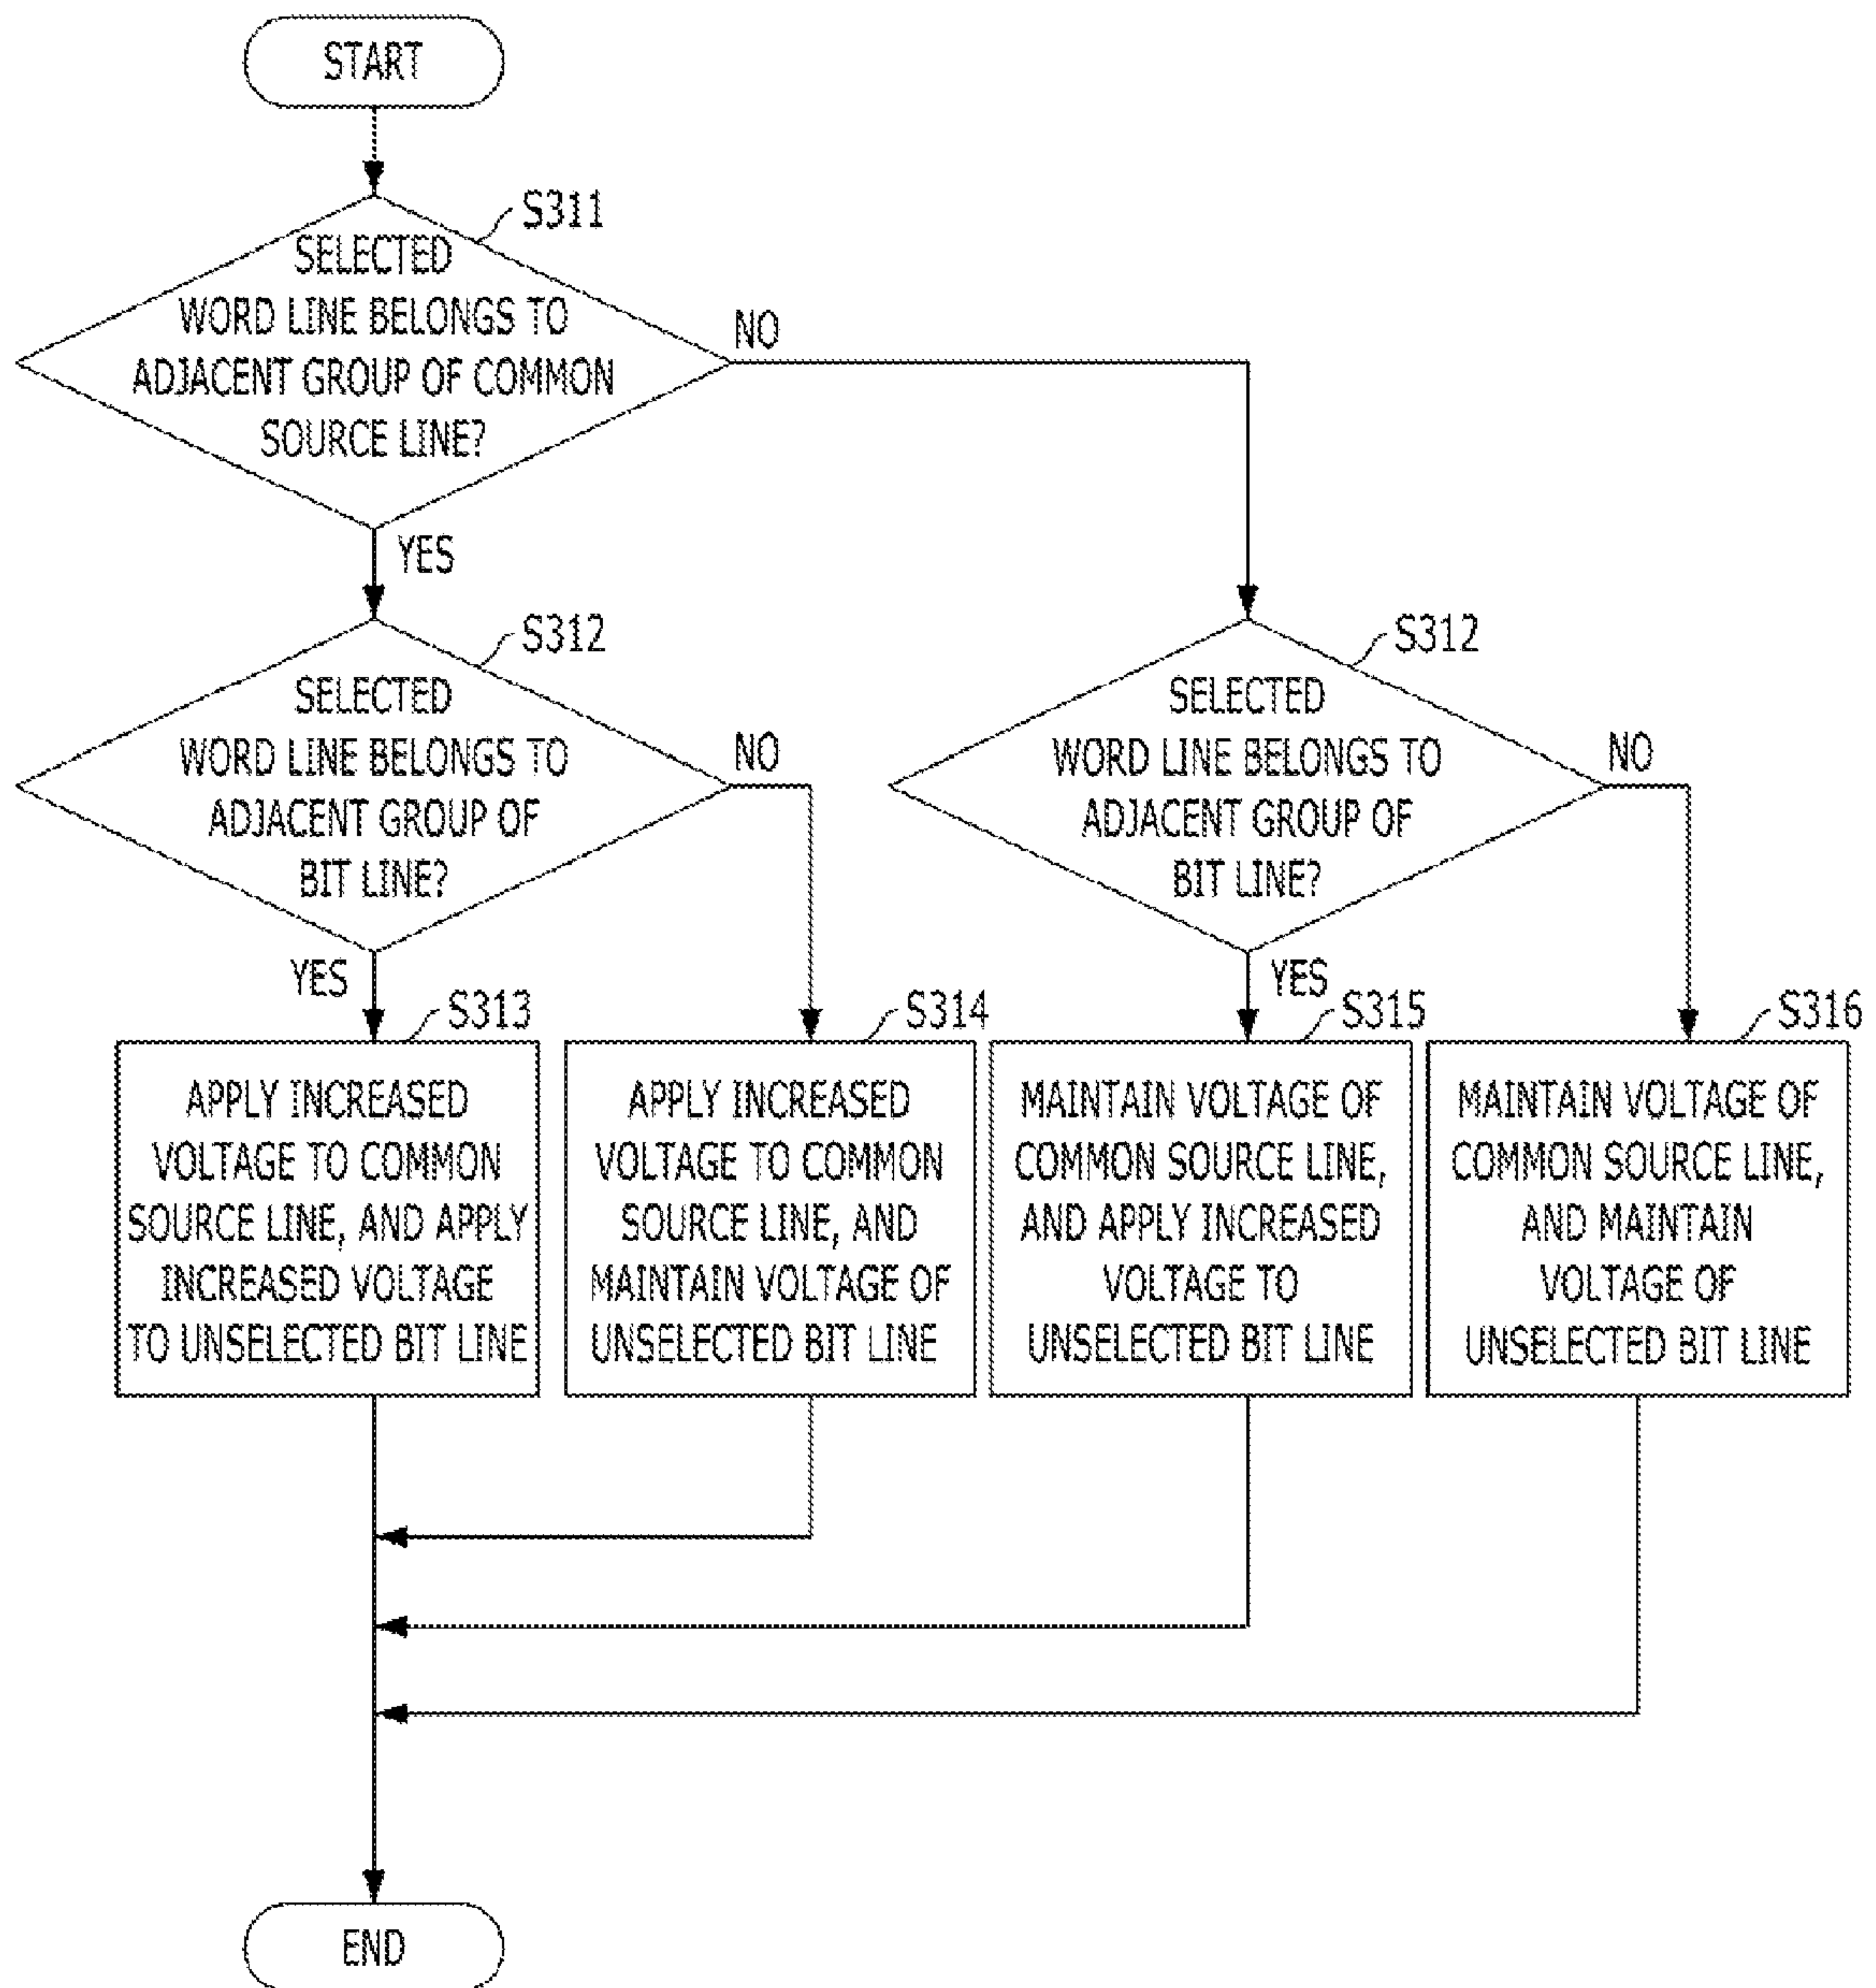 START
S311
SELECTED
WORD LINE BELONGS TO
ADJACENT GROUP OF COMMON
SOURCE LINE?
NO
YES
S312
SELECTED
WORD LINE BELONGS TO
ADJACENT GROUP OF
BIT LINE?
NO
YES
S312
SELECTED
WORD LINE BELONGS TO
ADJACENT GROUP OF
BIT LINE?
NO
YES
S313
APPLY INCREASED
VOLTAGE TO COMMON
SOURCE LINE, AND APPLY
INCREASED VOLTAGE
TO UNSELECTED BIT LINE
S314
APPLY INCREASED
VOLTAGE TO COMMON
SOURCE LINE, AND
MAINTAIN VOLTAGE OF
UNSELECTED BIT LINE
S315
MAINTAIN VOLTAGE OF
COMMON SOURCE LINE,
AND APPLY INCREASED
VOLTAGE TO
UNSELECTED BIT LINE
S316
MAINTAIN VOLTAGE OF
COMMON SOURCE LINE,
AND MAINTAIN
VOLTAGE OF
UNSELECTED BIT LINE
END